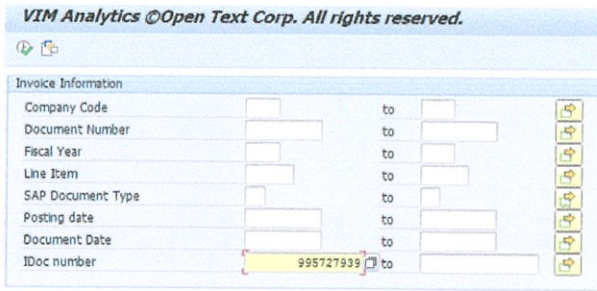 VIM Analytics ©Open Text Corp. All rights reserved.
Invoice Information
Company Code to
Document Number to
Fiscal Year to
Line Item to
SAP Document Type to
Posting date to
Document Date to
IDoc number 995727939 to